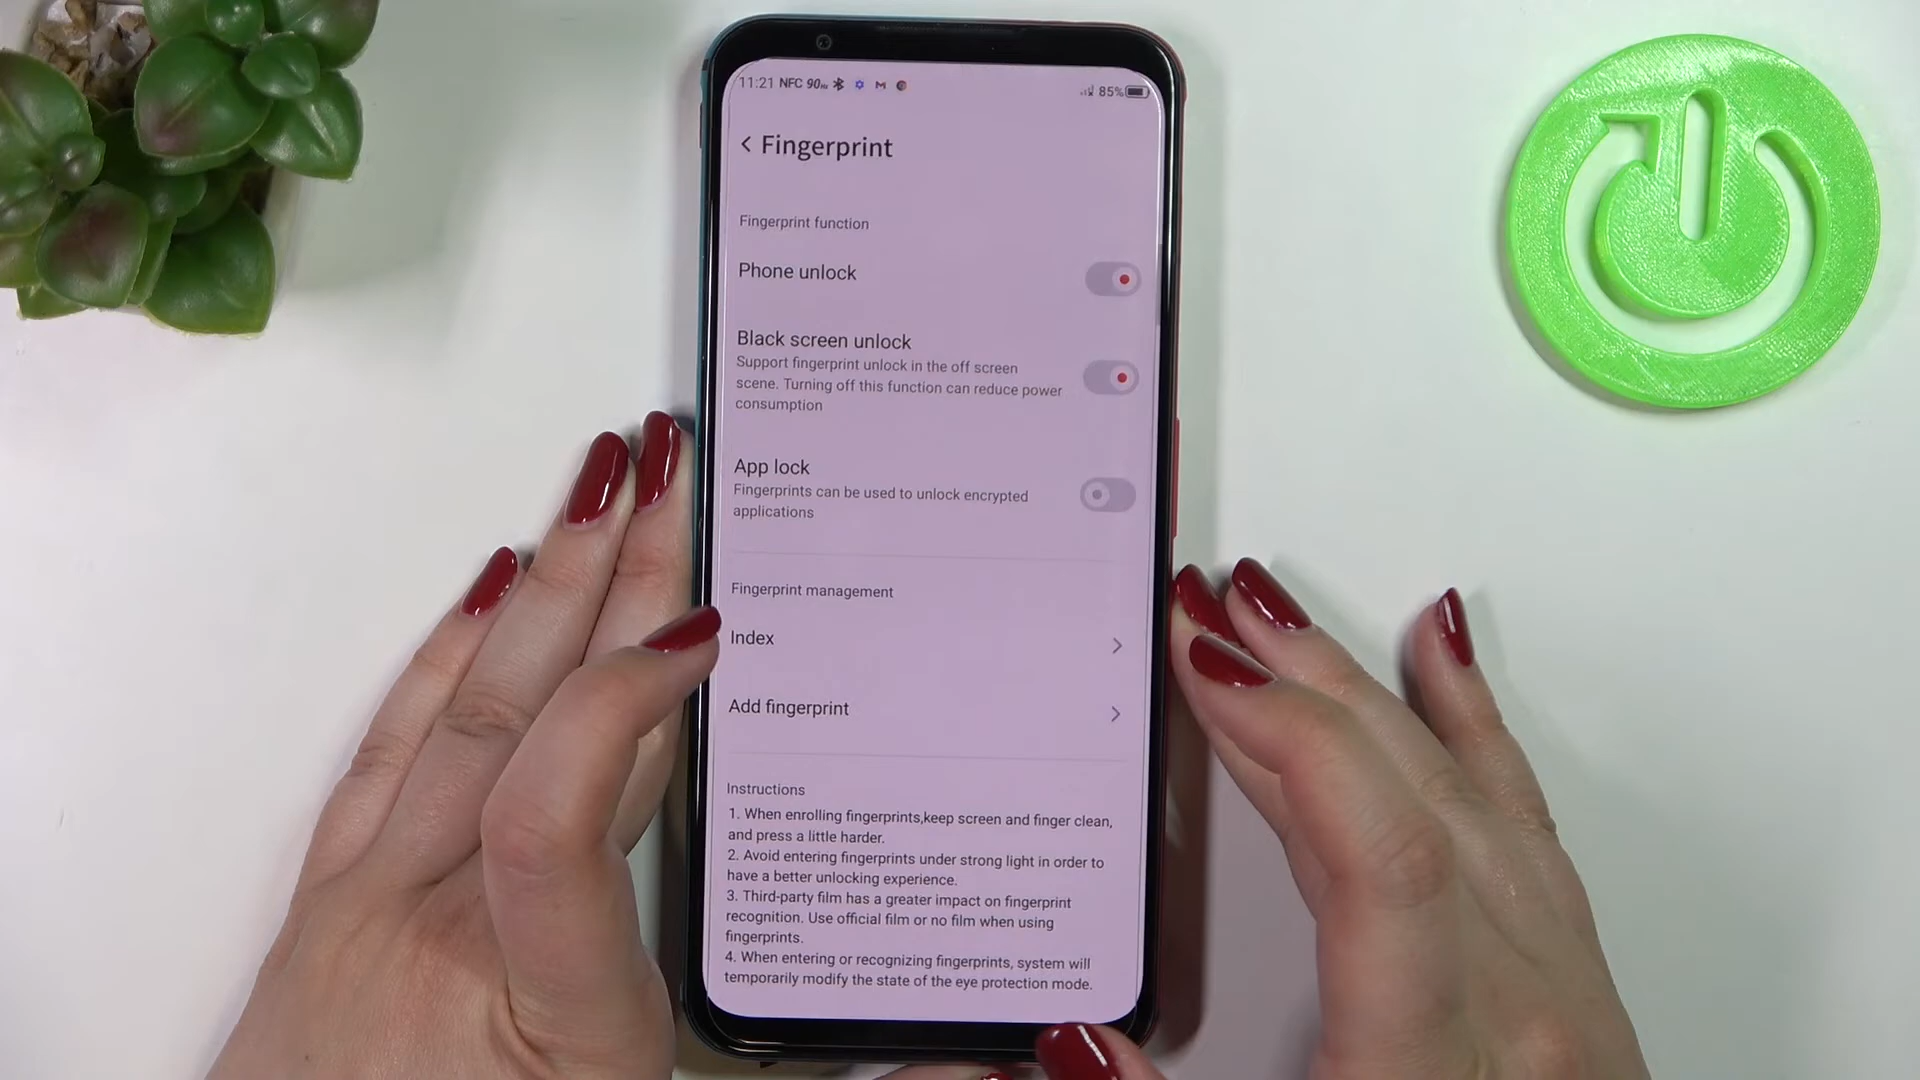 11:21 NFC 90Hz 85%
Fingerprint
Fingerprint function
Phone unlock
Black screen unlock
Support fingerprint unlock in the off screen
scene. Turning off this function can reduce power
consumption
App lock
Fingerprints can be used to unlock encrypted
applications
Fingerprint management
Index
Add fingerprint
Instructions
1. When enrolling fingerprints,keep screen and finger clean,
and press a little harder.
2. Avoid entering fingerprints under strong light in order to
have a better unlocking experience.
3. Third-party film has a greater impact on fingerprint
recognition. Use official film or no film when using
fingerprints.
4. When entering or recognizing fingerprints, system will
temporarily modify the state of the eye protection mode.